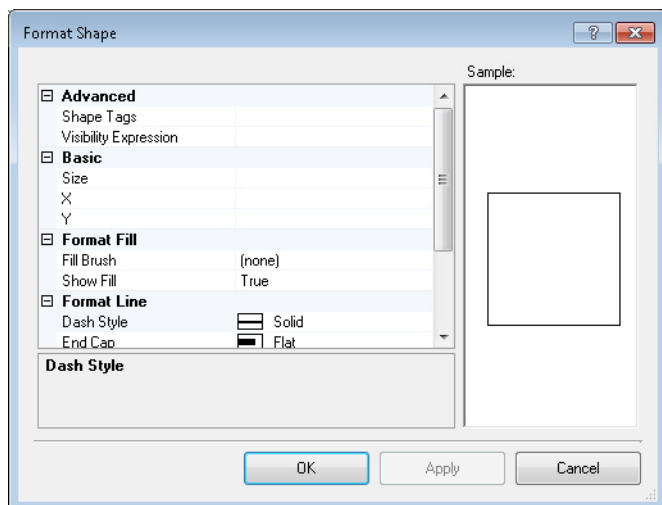 Format Shape
Sample:
Advanced
Shape Tags
Visibility Expression
Basic
Size
X
Y
Format Fill
Fill Brush (none)
Show Fill True
Format Line
Dash Style Solid
End Cap Flat
Dash Style
OK Apply Cancel